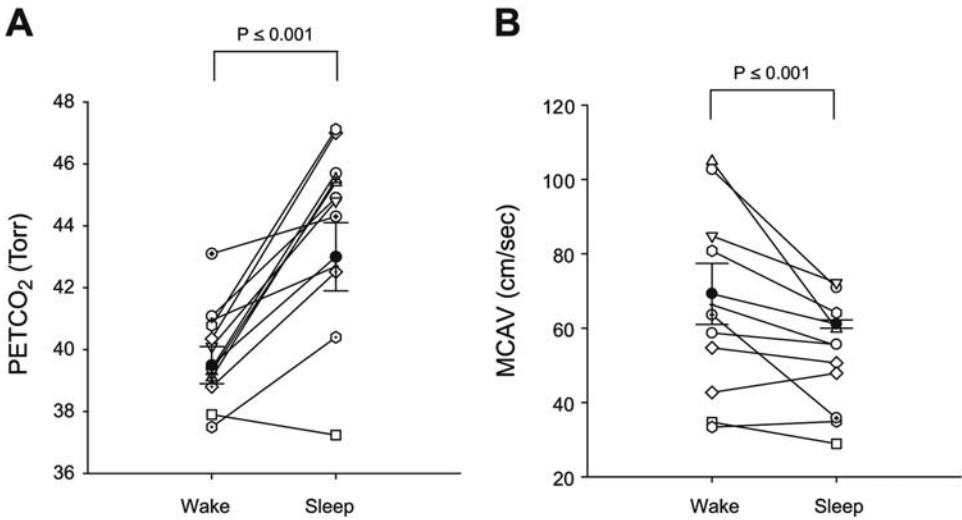 A
P ≤ 0.001
PETCO₂ (Torr)
48
46
44
42
40
38
36
Wake Sleep
B
P ≤ 0.001
MCAV (cm/sec)
120
100
80
60
40
20
Wake Sleep